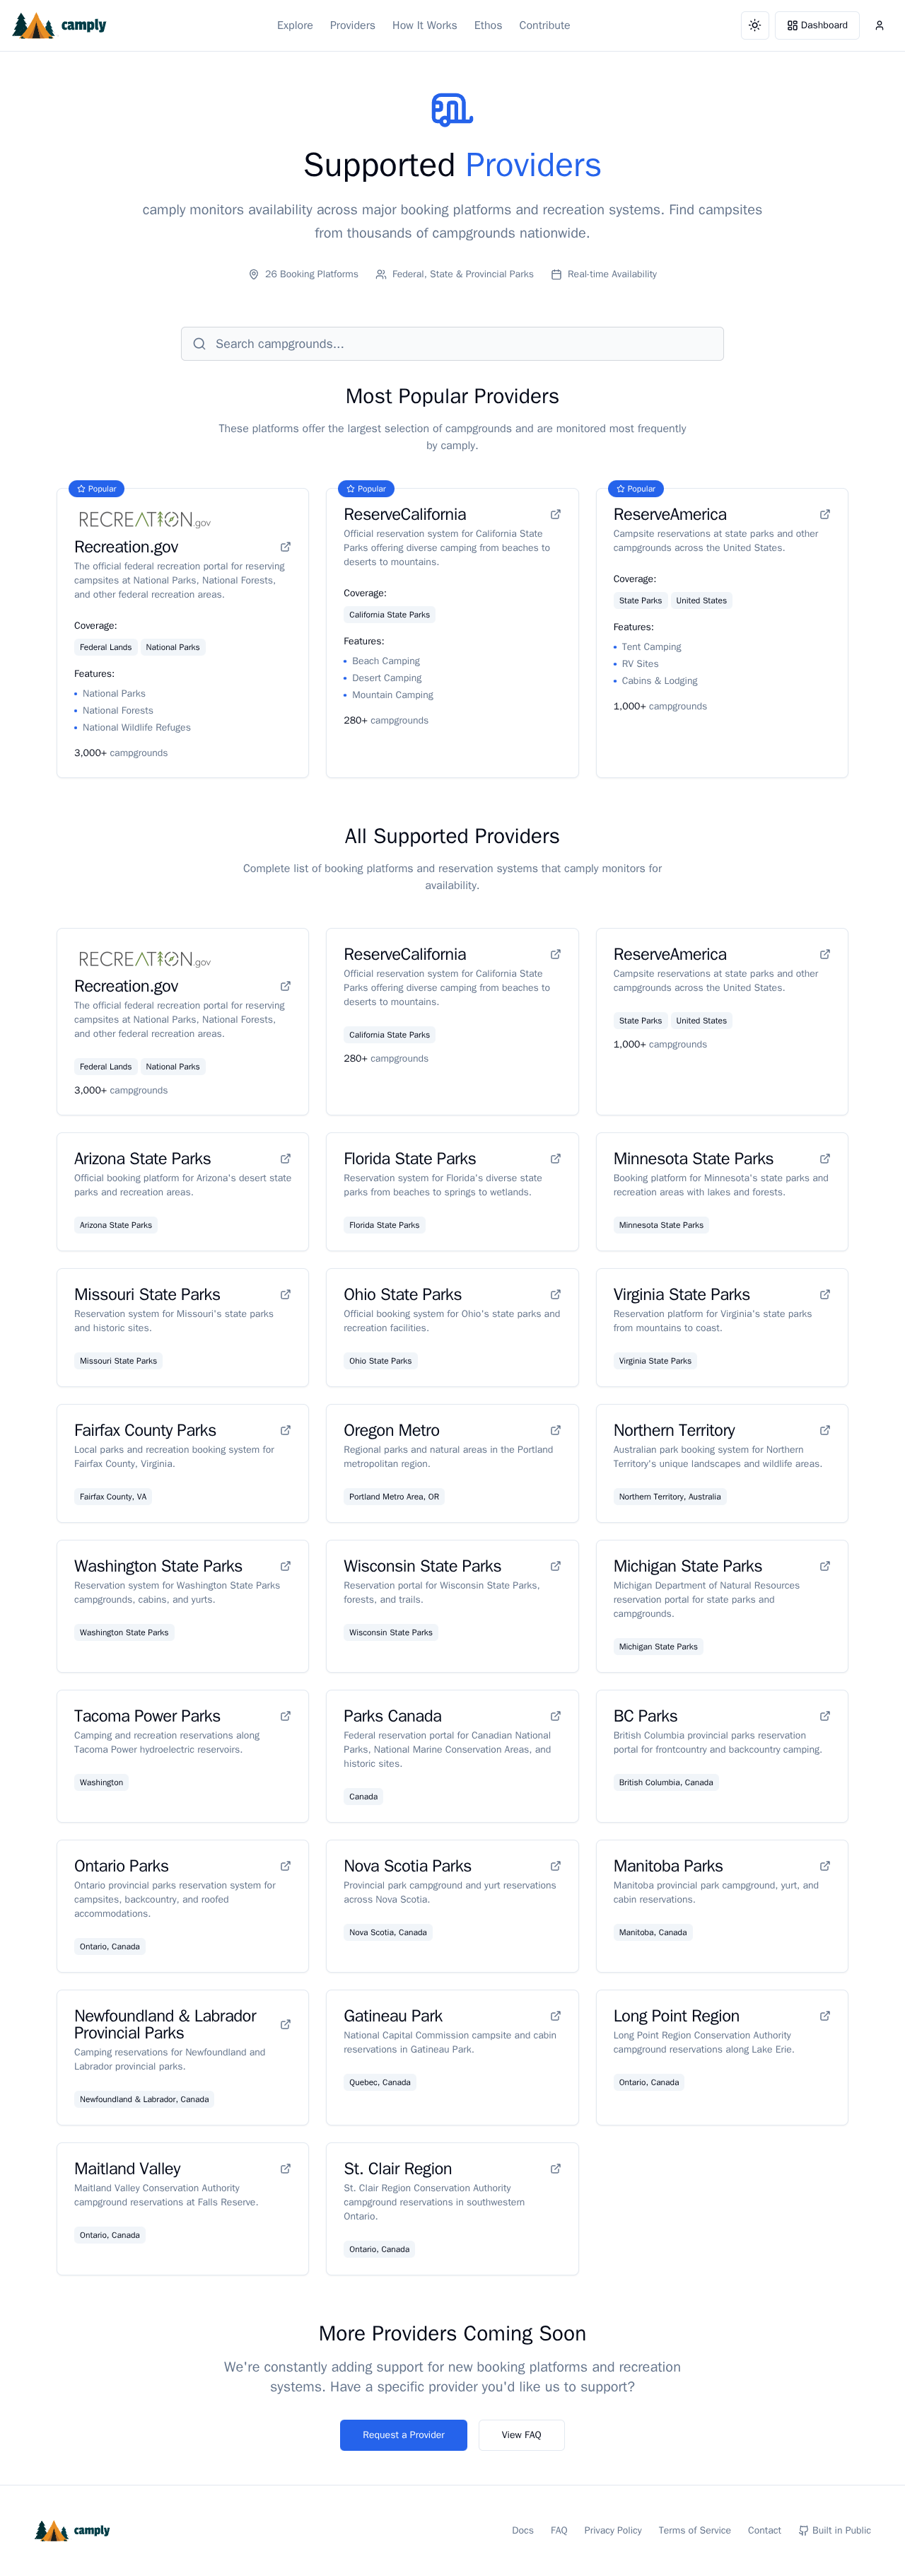 camply
Explore Providers How It Works Ethos Contribute
Dashboard
Supported Providers
camply monitors availability across major booking platforms and recreation systems. Find campsites
from thousands of campgrounds nationwide.
26 Booking Platforms Federal, State & Provincial Parks Real-time Availability
Search campgrounds...
Most Popular Providers
These platforms offer the largest selection of campgrounds and are monitored most frequently
by camply.
Popular
RECREATION.gov
Recreation.gov
The official federal recreation portal for reserving
campsites at National Parks, National Forests,
and other federal recreation areas.
Coverage:
Federal Lands National Parks
Features:
National Parks
National Forests
National Wildlife Refuges
3,000+ campgrounds
Popular
ReserveCalifornia
Official reservation system for California State
Parks offering diverse camping from beaches to
deserts to mountains.
Coverage:
California State Parks
Features:
Beach Camping
Desert Camping
Mountain Camping
280+ campgrounds
Popular
ReserveAmerica
Campsite reservations at state parks and other
campgrounds across the United States.
Coverage:
State Parks United States
Features:
Tent Camping
RV Sites
Cabins & Lodging
1,000+ campgrounds
All Supported Providers
Complete list of booking platforms and reservation systems that camply monitors for
availability.
RECREATION.gov
Recreation.gov
The official federal recreation portal for reserving
campsites at National Parks, National Forests,
and other federal recreation areas.
Federal Lands National Parks
3,000+ campgrounds
ReserveCalifornia
Official reservation system for California State
Parks offering diverse camping from beaches to
deserts to mountains.
California State Parks
280+ campgrounds
ReserveAmerica
Campsite reservations at state parks and other
campgrounds across the United States.
State Parks United States
1,000+ campgrounds
Arizona State Parks
Official booking platform for Arizona's desert state
parks and recreation areas.
Arizona State Parks
Florida State Parks
Reservation system for Florida's diverse state
parks from beaches to springs to wetlands.
Florida State Parks
Minnesota State Parks
Booking platform for Minnesota's state parks and
recreation areas with lakes and forests.
Minnesota State Parks
Missouri State Parks
Reservation system for Missouri's state parks
and historic sites.
Missouri State Parks
Ohio State Parks
Official booking system for Ohio's state parks and
recreation facilities.
Ohio State Parks
Virginia State Parks
Reservation platform for Virginia's state parks
from mountains to coast.
Virginia State Parks
Fairfax County Parks
Local parks and recreation booking system for
Fairfax County, Virginia.
Fairfax County, VA
Oregon Metro
Regional parks and natural areas in the Portland
metropolitan region.
Portland Metro Area, OR
Northern Territory
Australian park booking system for Northern
Territory's unique landscapes and wildlife areas.
Northern Territory, Australia
Washington State Parks
Reservation system for Washington State Parks
campgrounds, cabins, and yurts.
Washington State Parks
Wisconsin State Parks
Reservation portal for Wisconsin State Parks,
forests, and trails.
Wisconsin State Parks
Michigan State Parks
Michigan Department of Natural Resources
reservation portal for state parks and
campgrounds.
Michigan State Parks
Tacoma Power Parks
Camping and recreation reservations along
Tacoma Power hydroelectric reservoirs.
Washington
Parks Canada
Federal reservation portal for Canadian National
Parks, National Marine Conservation Areas, and
historic sites.
Canada
BC Parks
British Columbia provincial parks reservation
portal for frontcountry and backcountry camping.
British Columbia, Canada
Ontario Parks
Ontario provincial parks reservation system for
campsites, backcountry, and roofed
accommodations.
Ontario, Canada
Nova Scotia Parks
Provincial park campground and yurt reservations
across Nova Scotia.
Nova Scotia, Canada
Manitoba Parks
Manitoba provincial park campground, yurt, and
cabin reservations.
Manitoba, Canada
Newfoundland & Labrador
Provincial Parks
Camping reservations for Newfoundland and
Labrador provincial parks.
Newfoundland & Labrador, Canada
Gatineau Park
National Capital Commission campsite and cabin
reservations in Gatineau Park.
Quebec, Canada
Long Point Region
Long Point Region Conservation Authority
campground reservations along Lake Erie.
Ontario, Canada
Maitland Valley
Maitland Valley Conservation Authority
campground reservations at Falls Reserve.
Ontario, Canada
St. Clair Region
St. Clair Region Conservation Authority
campground reservations in southwestern
Ontario.
Ontario, Canada
More Providers Coming Soon
We're constantly adding support for new booking platforms and recreation
systems. Have a specific provider you'd like us to support?
Request a Provider View FAQ
camply
Docs FAQ Privacy Policy Terms of Service Contact Built in Public